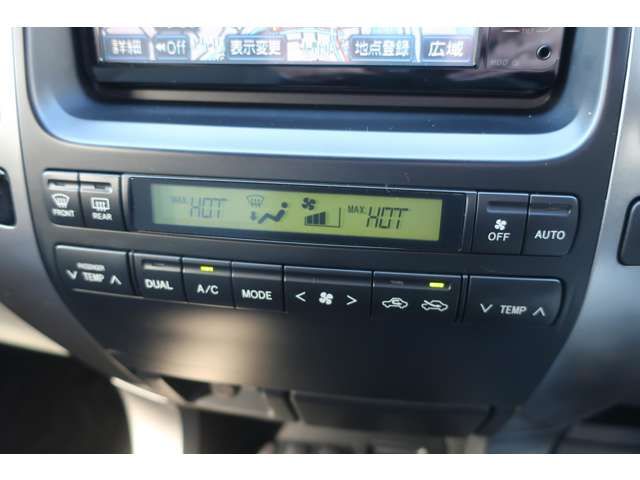 詳細 ◀◀Off 表示変更 地点登録 広域
TILT
MAX HOT MAX HOT
FRONT REAR
OFF AUTO
PASSENGER
∨ TEMP ∧ DUAL A/C MODE < > ∨ TEMP ∧